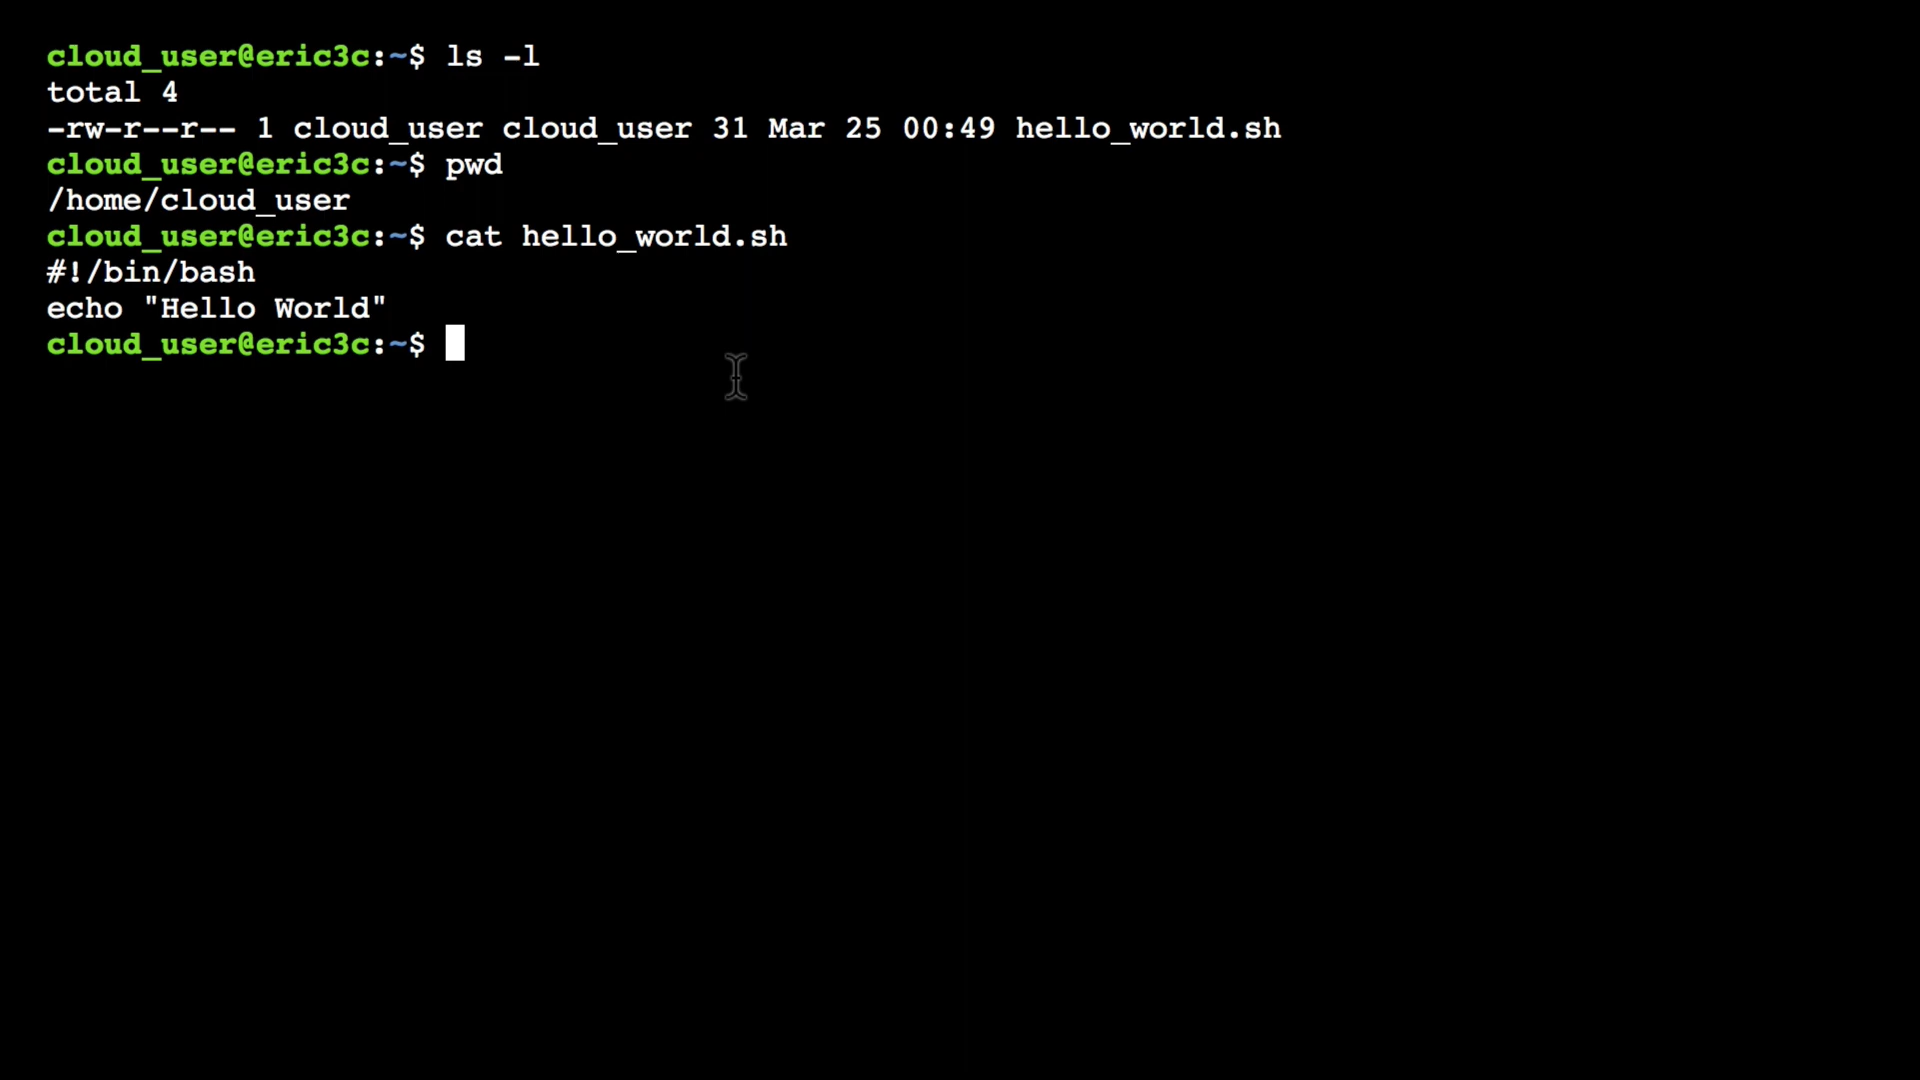 cloud_user@eric3c:~$ ls -l
total 4
-rw-r--r-- 1 cloud_user cloud_user 31 Mar 25 00:49 hello_world.sh
cloud_user@eric3c:~$ pwd
/home/cloud_user
cloud_user@eric3c:~$ cat hello_world.sh
#!/bin/bash
echo "Hello World"
cloud_user@eric3c:~$